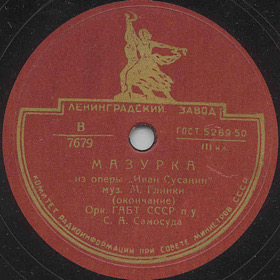 ЛЕНИНГРАДСКИЙ ЗАВОД
В
7679
ГОСТ 5289-50
МАЗУРКА
из оперы „Иван Сусанин"
муз. М. Глинки
(окончание)
Орк. ГАБТ СССР п/у
С. А. Самосуда
КОМИТЕТ РАДИОИНФОРМАЦИИ ПРИ СОВЕТЕ МИНИСТРОВ СССР